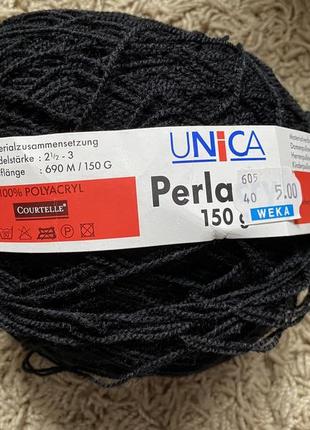 UNiCA
Perla
150 g
605
40
5.00
WEKA
erialzusammensetzung
delstärke : 2½ - 3
flänge : 690 M / 150 G
100% POLYACRYL
COURTELLE